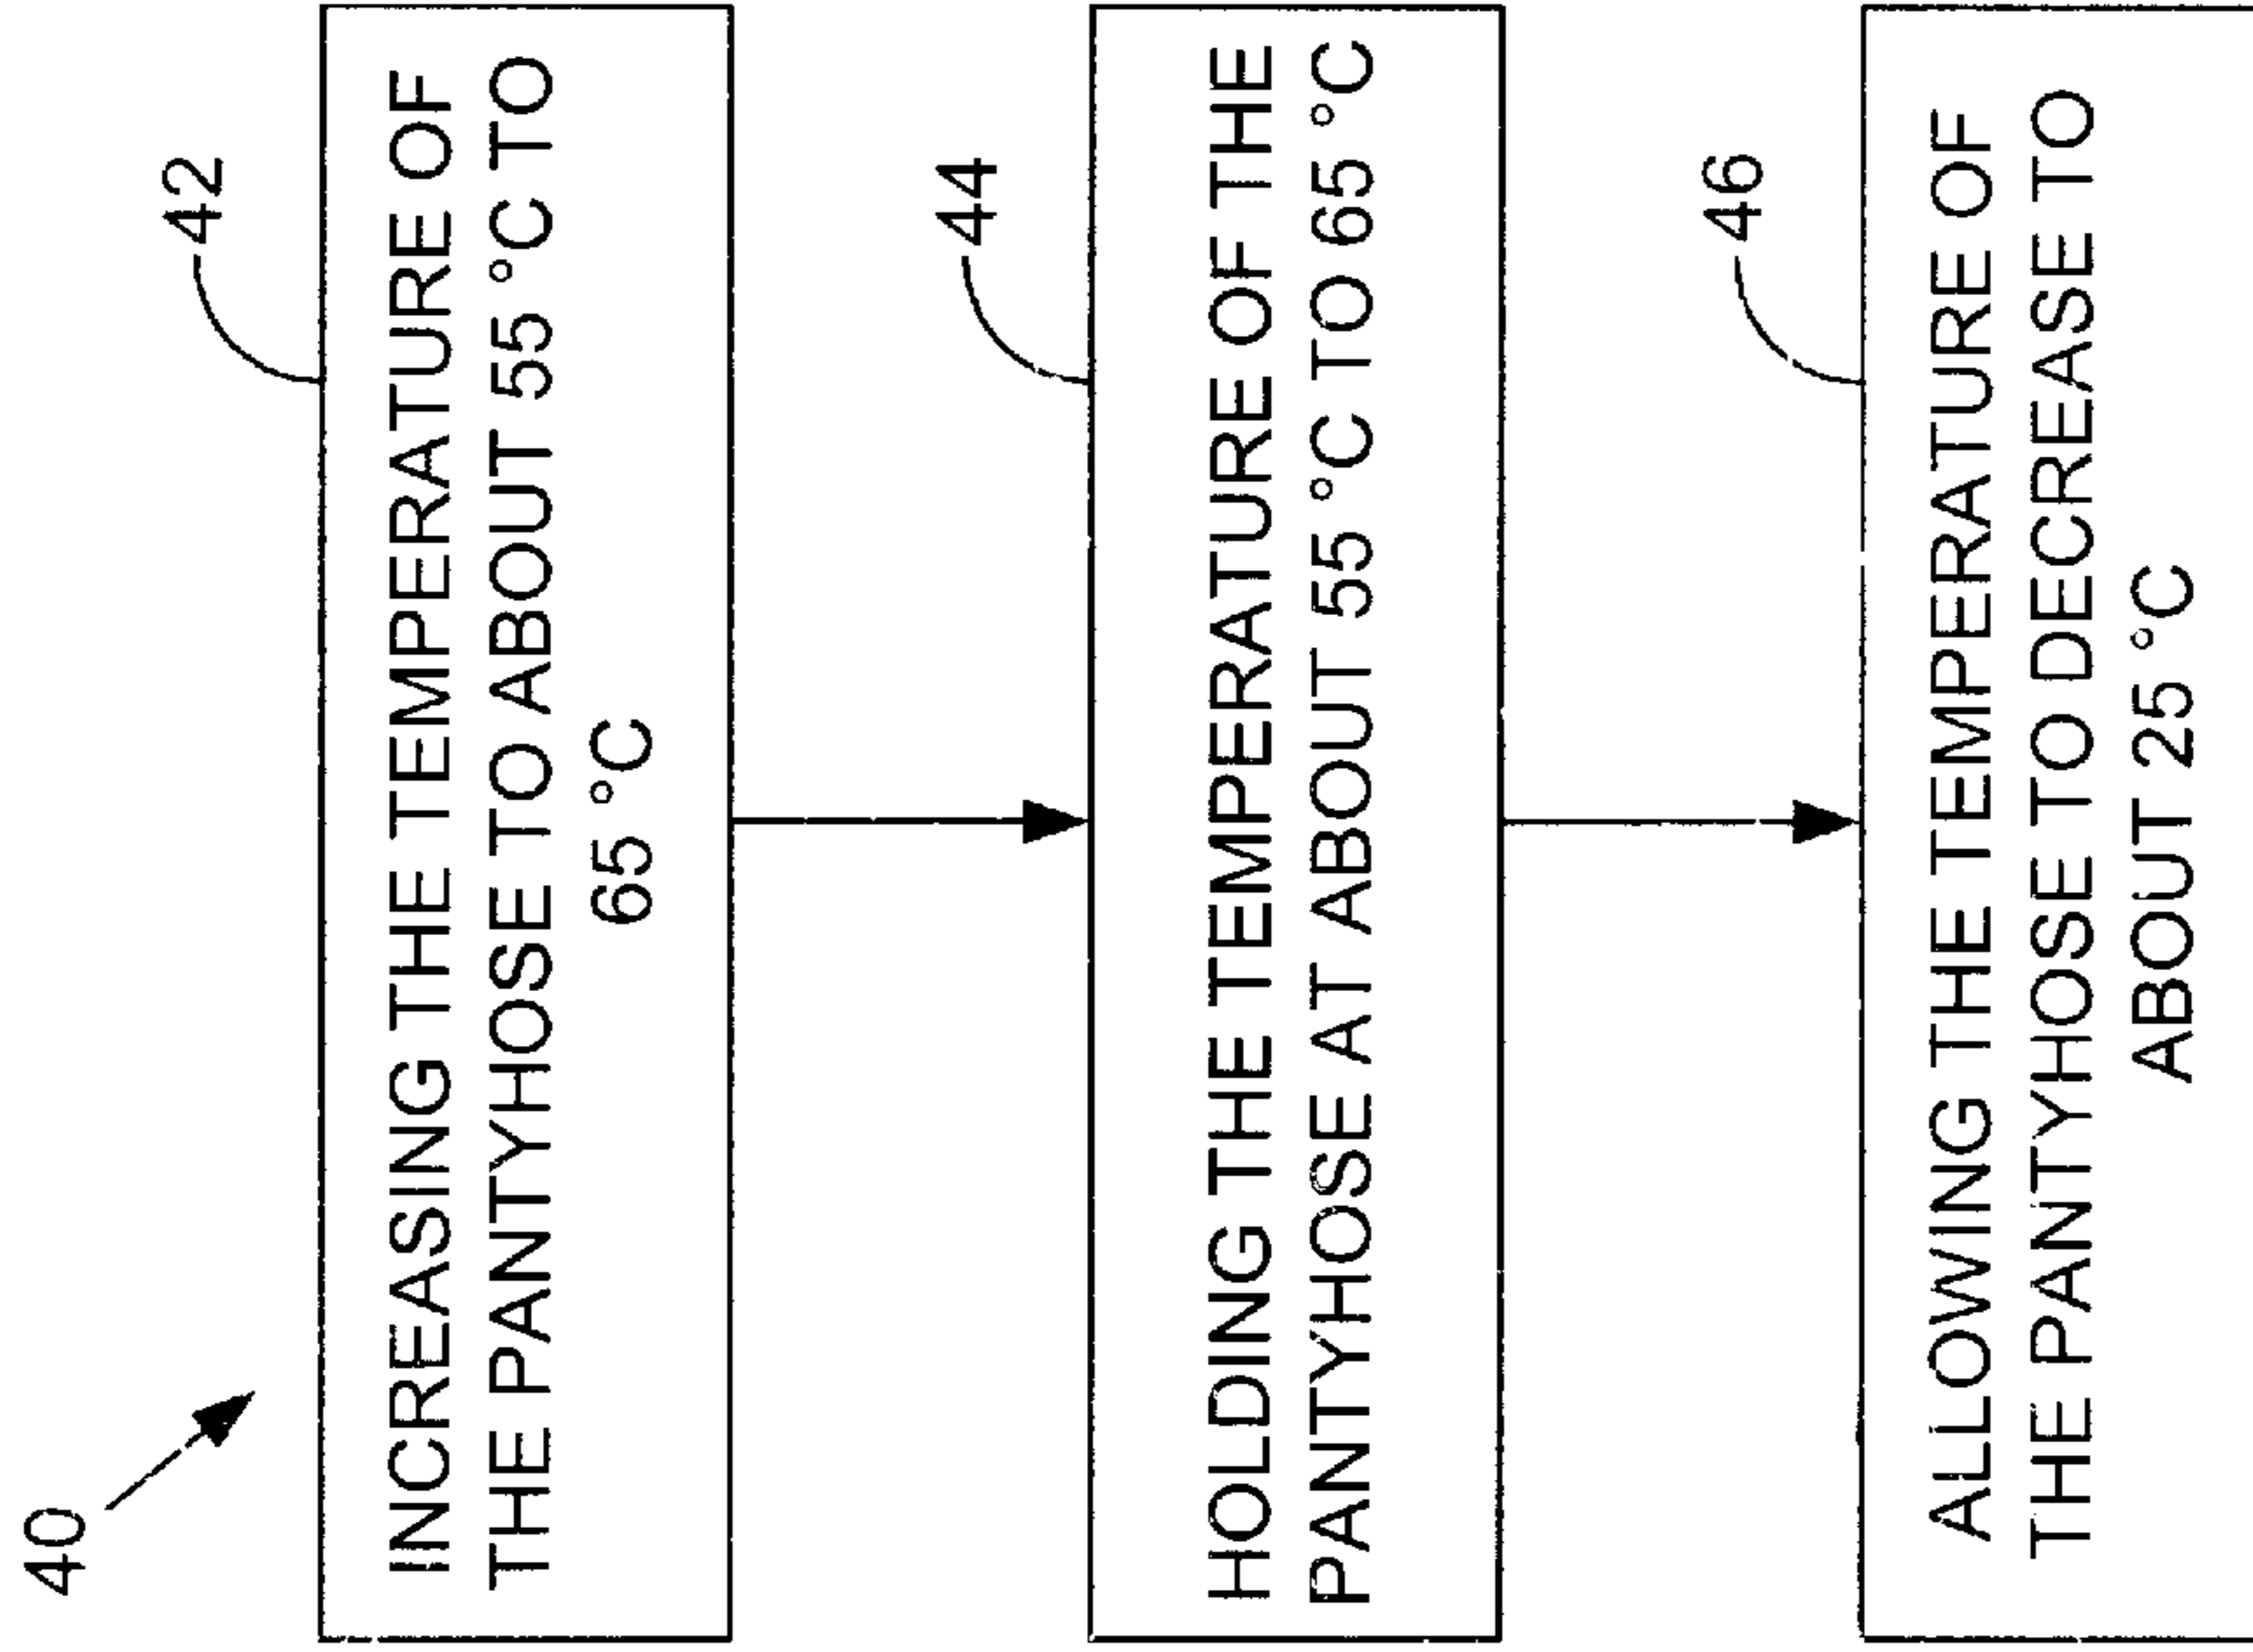 40
42
INCREASING THE TEMPERATURE OF
THE PANTYHOSE TO ABOUT 55 °C TO
65 °C
44
HOLDING THE TEMPERATURE OF THE
PANTYHOSE AT ABOUT 55 °C TO 65 °C
46
ALLOWING THE TEMPERATURE OF
THE PANTYHOSE TO DECREASE TO
ABOUT 25 °C